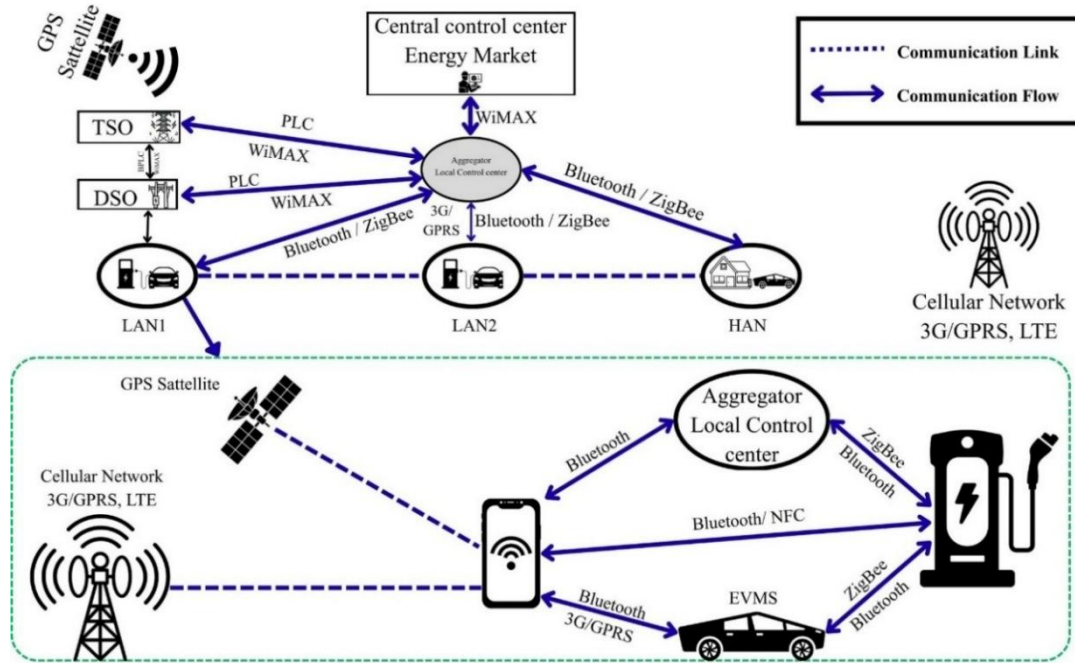 GPS
Sattellite
Central control center
Energy Market
Communication Link
Communication Flow
WiMAX
TSO
PLC
WiMAX
Aggregator
Local Control center
BPLC
WiMAX
DSO
PLC
WiMAX
Bluetooth / ZigBee
Bluetooth / ZigBee
3G/
GPRS
Bluetooth / ZigBee
LAN1
LAN2
HAN
Cellular Network
3G/GPRS, LTE
GPS Sattellite
Aggregator
Local Control
center
Bluetooth
ZigBee
Bluetooth
Cellular Network
3G/GPRS, LTE
Bluetooth/ NFC
Bluetooth
3G/GPRS
EVMS
ZigBee
Bluetooth